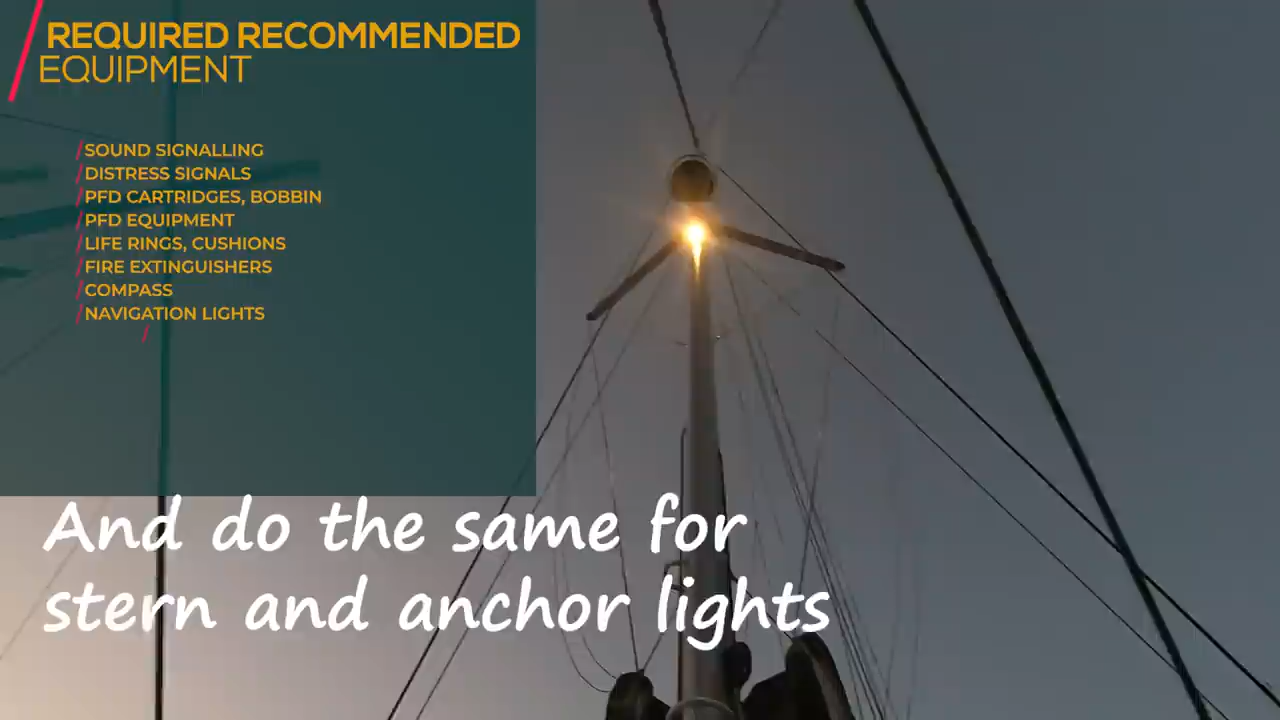 REQUIRED RECOMMENDED
EQUIPMENT
/SOUND SIGNALLING
/DISTRESS SIGNALS
/PFD CARTRIDGES, BOBBIN
/PFD EQUIPMENT
/LIFE RINGS, CUSHIONS
/FIRE EXTINGUISHERS
/COMPASS
/NAVIGATION LIGHTS
/
And do the same for
stern and anchor lights